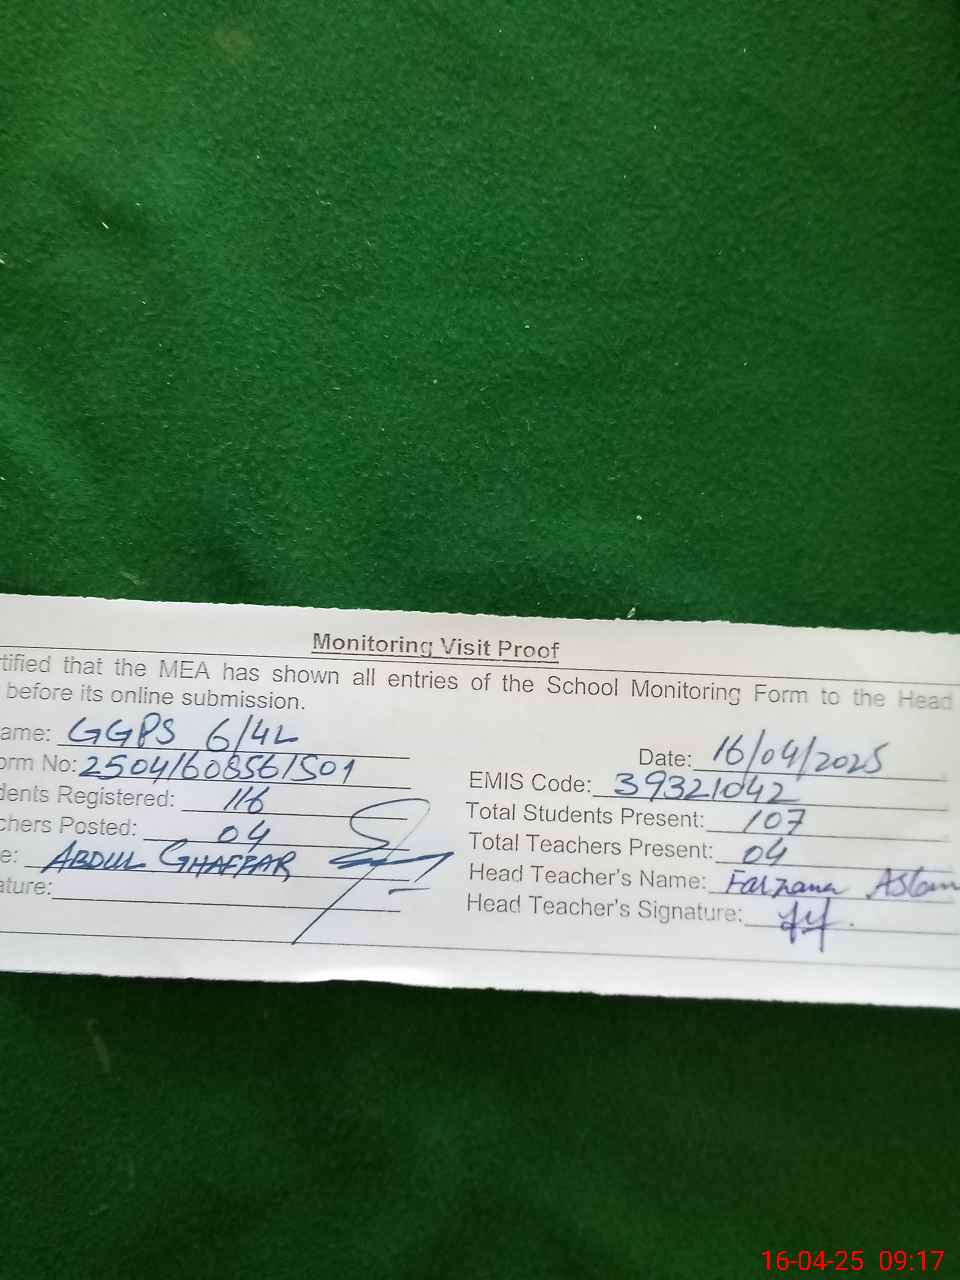 Monitoring Visit Proof
tified that the MEA has shown all entries of the School Monitoring Form to the Head
before its online submission.
ame: GGPS 6/4L
Date: 16/04/2025
orm No: 25041608561501
EMIS Code: 39321042
dents Registered: 116
Total Students Present: 107
chers Posted: 04
Total Teachers Present: 04
e: ABDUL GHAFFAR
Head Teacher's Name: Farzana Aslam
ature:
Head Teacher's Signature:
16-04-25 09:17